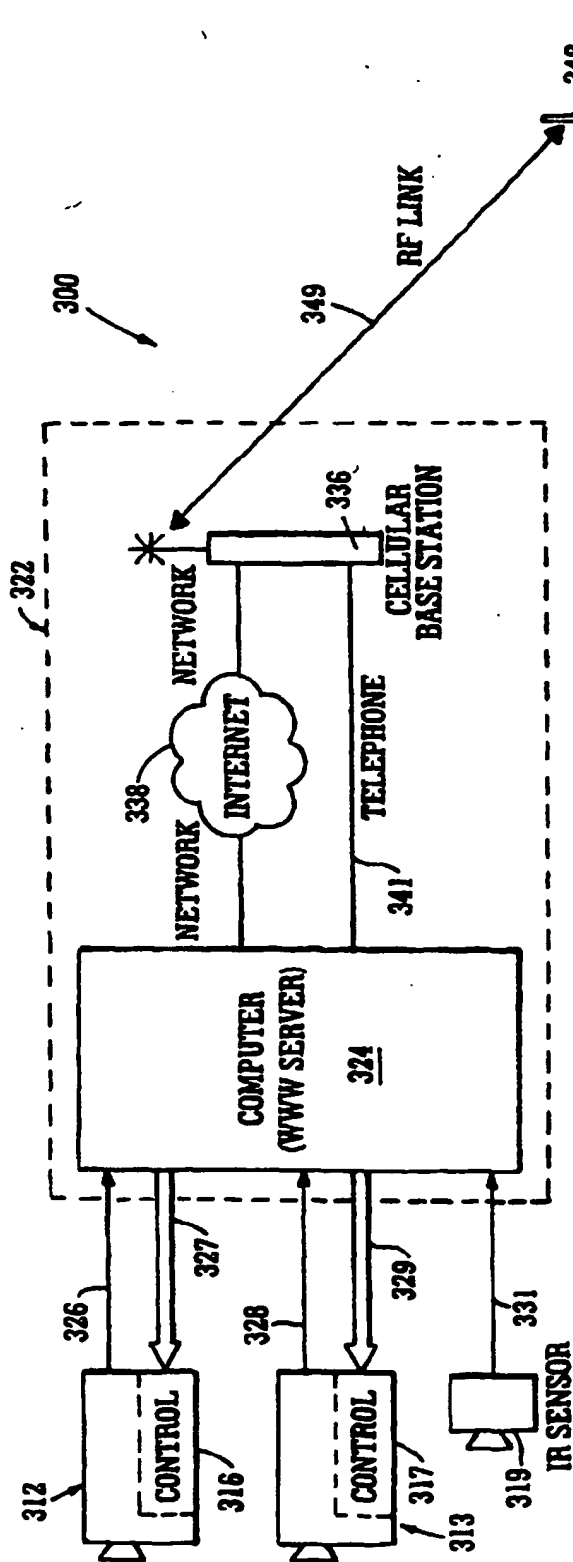 300
322
349
RF LINK
336
CELLULAR
BASE STATION
NETWORK
INTERNET
338
NETWORK
TELEPHONE
341
COMPUTER
(WWW SERVER)
324
326
327
328
329
331
312
CONTROL
316
CONTROL
317
313
319
IR SENSOR